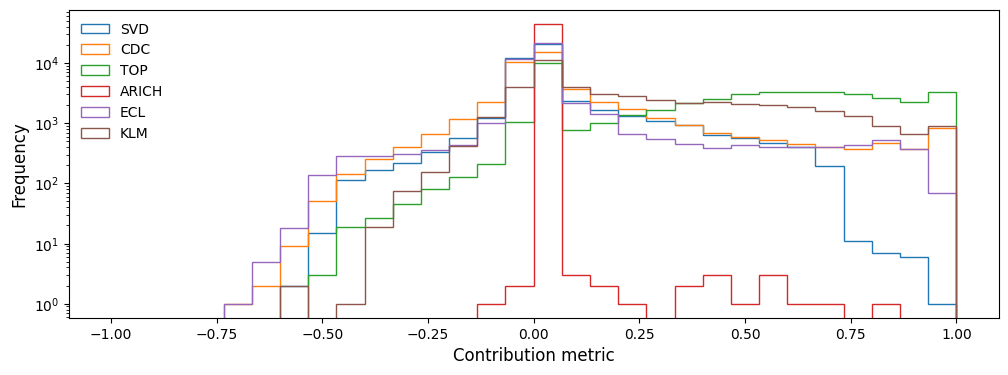 SVD
CDC
TOP
ARICH
ECL
KLM
Frequency
10⁴
10³
10²
10¹
10⁰
−1.00 −0.75 −0.50 −0.25 0.00 0.25 0.50 0.75 1.00
Contribution metric